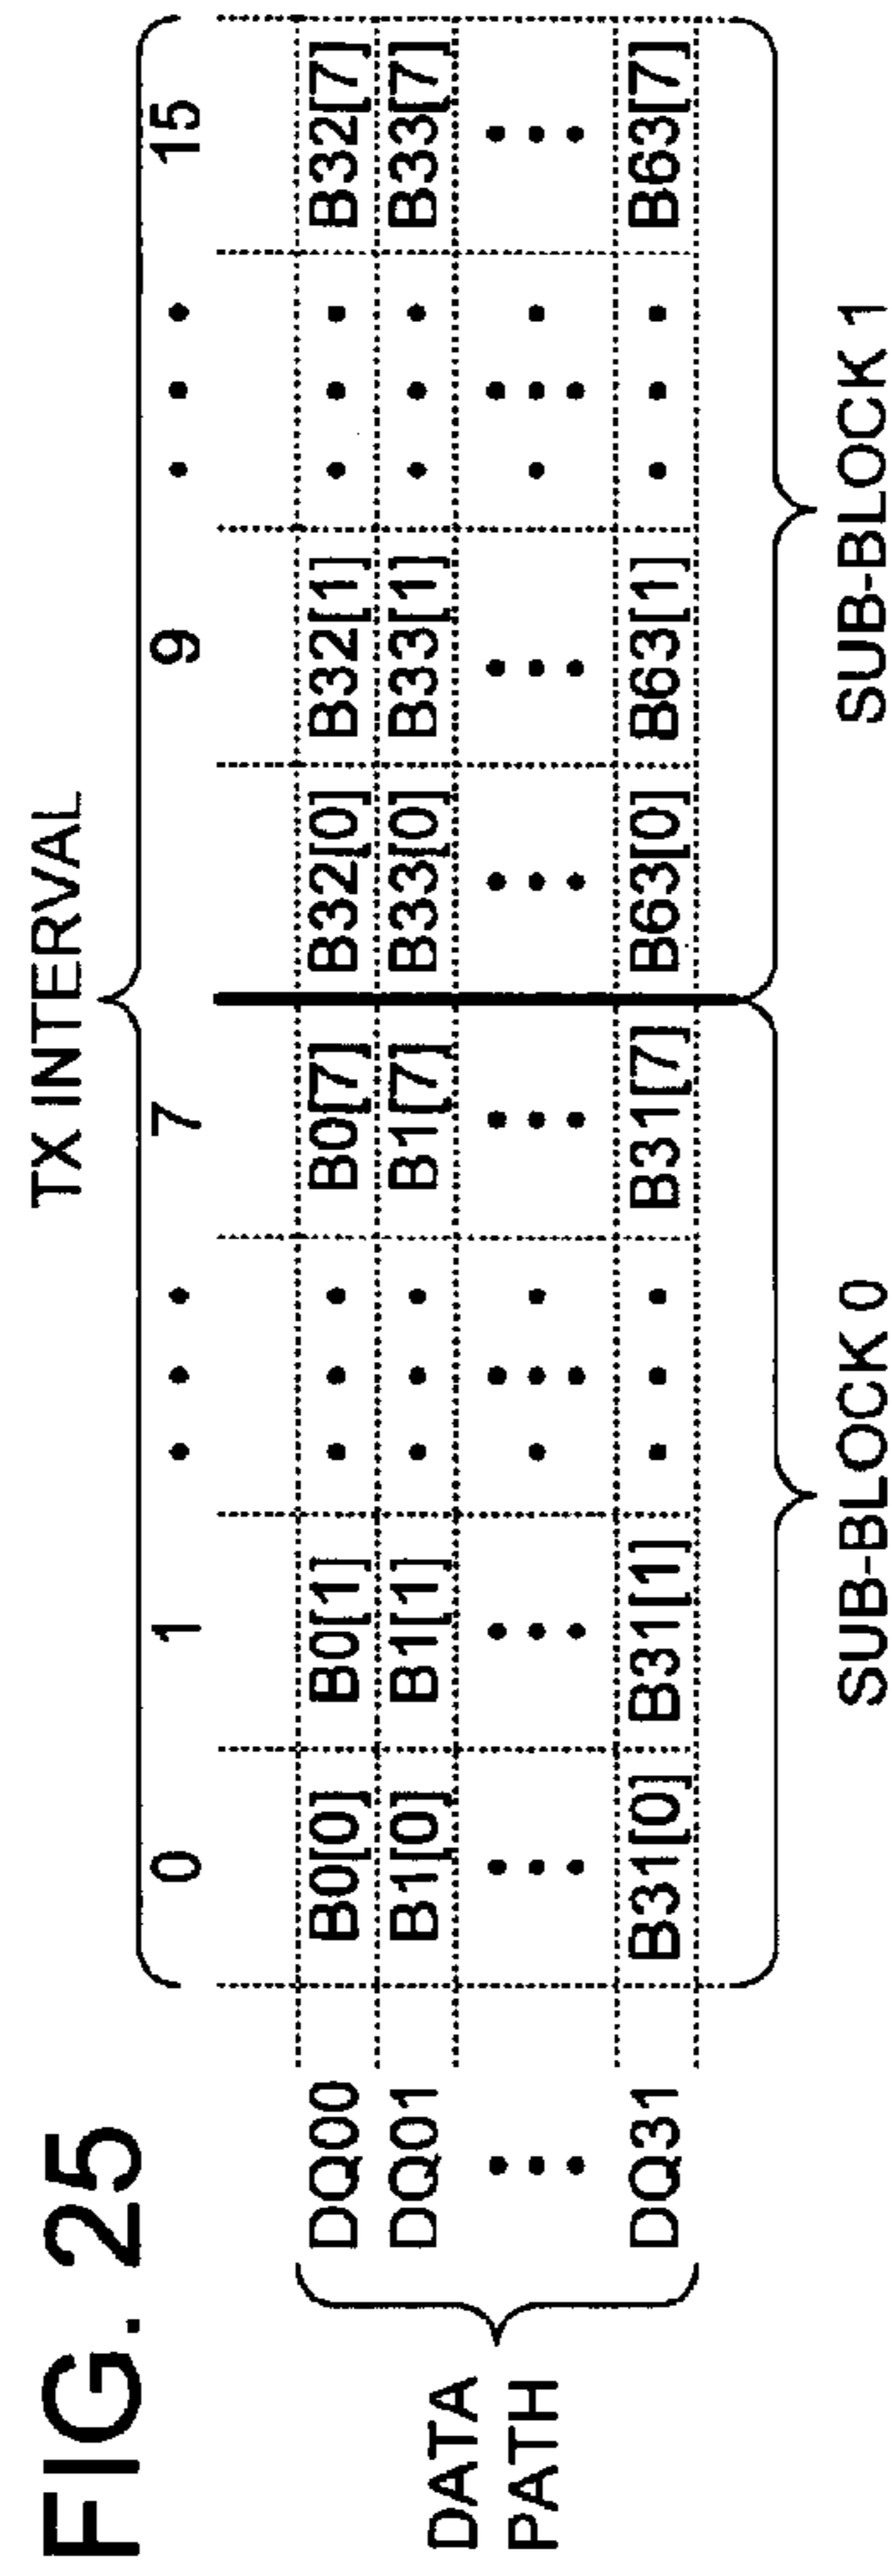 FIG. 25
TX INTERVAL
0 1 • • • 7 9 • • • 15
DATA PATH
DQ00 B0[0] B0[1] • • • B0[7] B32[0] B32[1] • • • B32[7]
DQ01 B1[0] B1[1] • • • B1[7] B33[0] B33[1] • • • B33[7]
DQ31 B31[0] B31[1] • • • B31[7] B63[0] B63[1] • • • B63[7]
SUB-BLOCK 0 SUB-BLOCK 1